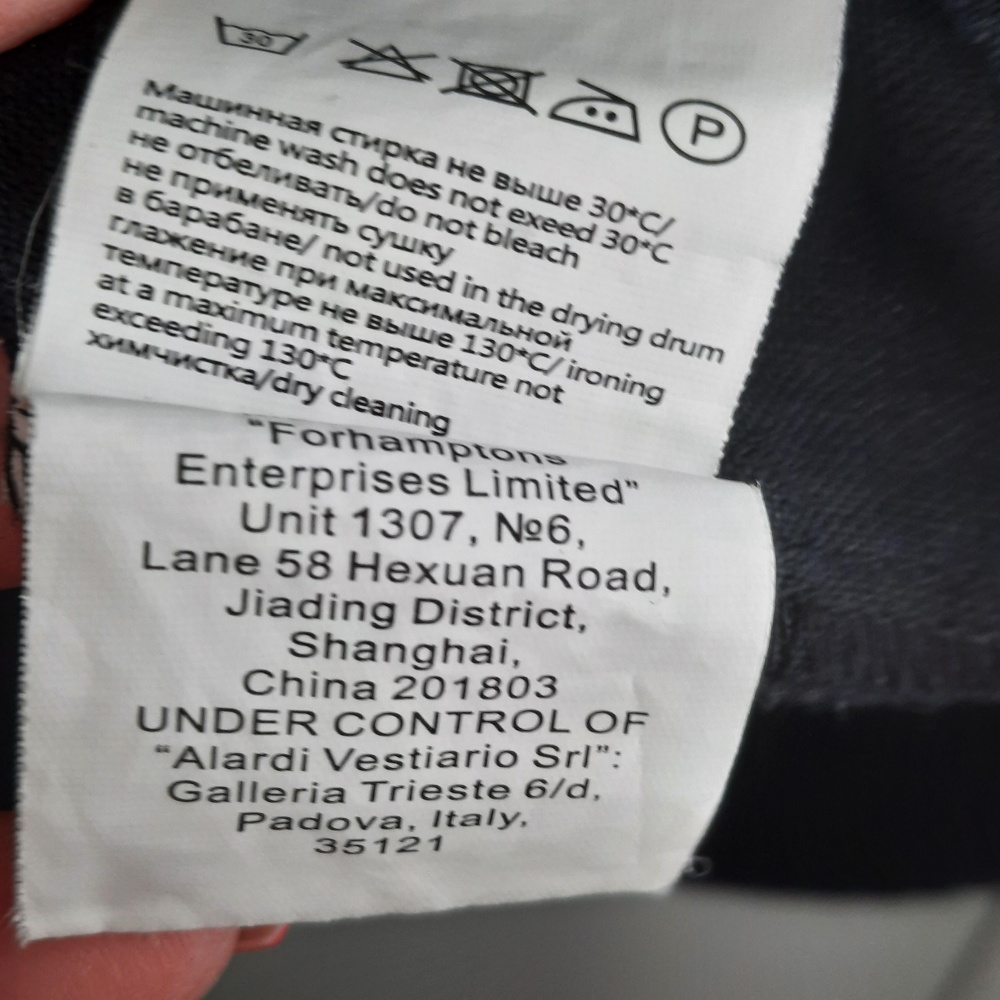 30
P
Машинная стирка не выше 30*С/
machine wash does not exeed 30*C
не отбеливать/do not bleach
не применять сушку
в барабане/ not used in the drying drum
глажение при максимальной
температуре не выше 130*С/ ironing
at a maximum temperature not
exceeding 130*C
химчистка/dry cleaning
"Forhamptons
Enterprises Limited"
Unit 1307, №6,
Lane 58 Hexuan Road,
Jiading District,
Shanghai,
China 201803
UNDER CONTROL OF
"Alardi Vestiario Srl":
Galleria Trieste 6/d,
Padova, Italy,
35121